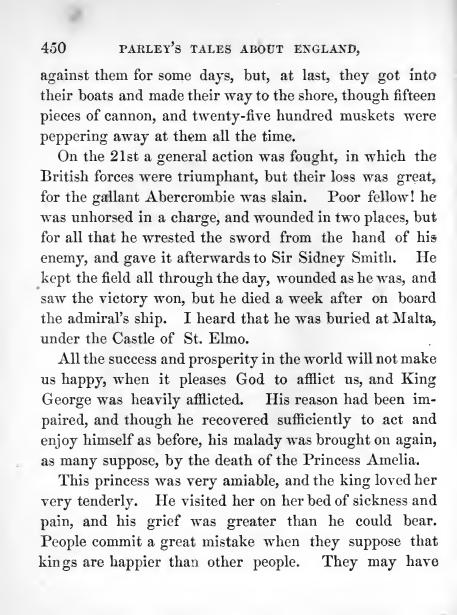 450 PARLEY'S TALES ABOUT ENGLAND,
against them for some days, but, at last, they got into
their boats and made their way to the shore, though fifteen
pieces of cannon, and twenty-five hundred muskets were
peppering away at them all the time.
On the 21st a general action was fought, in which the
British forces were triumphant, but their loss was great,
for the gallant Abercrombie was slain. Poor fellow! he
was unhorsed in a charge, and wounded in two places, but
for all that he wrested the sword from the hand of his
enemy, and gave it afterwards to Sir Sidney Smith. He
kept the field all through the day, wounded as he was, and
saw the victory won, but he died a week after on board
the admiral's ship. I heard that he was buried at Malta,
under the Castle of St. Elmo.
All the success and prosperity in the world will not make
us happy, when it pleases God to afflict us, and King
George was heavily afflicted. His reason had been im-
paired, and though he recovered sufficiently to act and
enjoy himself as before, his malady was brought on again,
as many suppose, by the death of the Princess Amelia.
This princess was very amiable, and the king loved her
very tenderly. He visited her on her bed of sickness and
pain, and his grief was greater than he could bear.
People commit a great mistake when they suppose that
kings are happier than other people. They may have